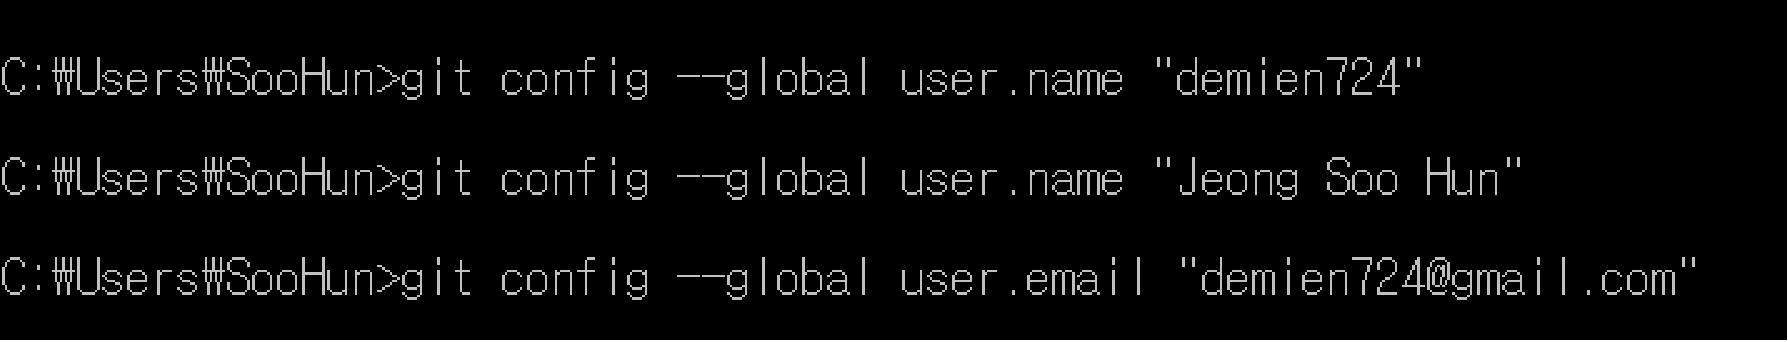 C:₩Users₩SooHun>git config --global user.name "demien724"
C:₩Users₩SooHun>git config --global user.name "Jeong Soo Hun"
C:₩Users₩SooHun>git config --global user.email "demien724@gmail.com"